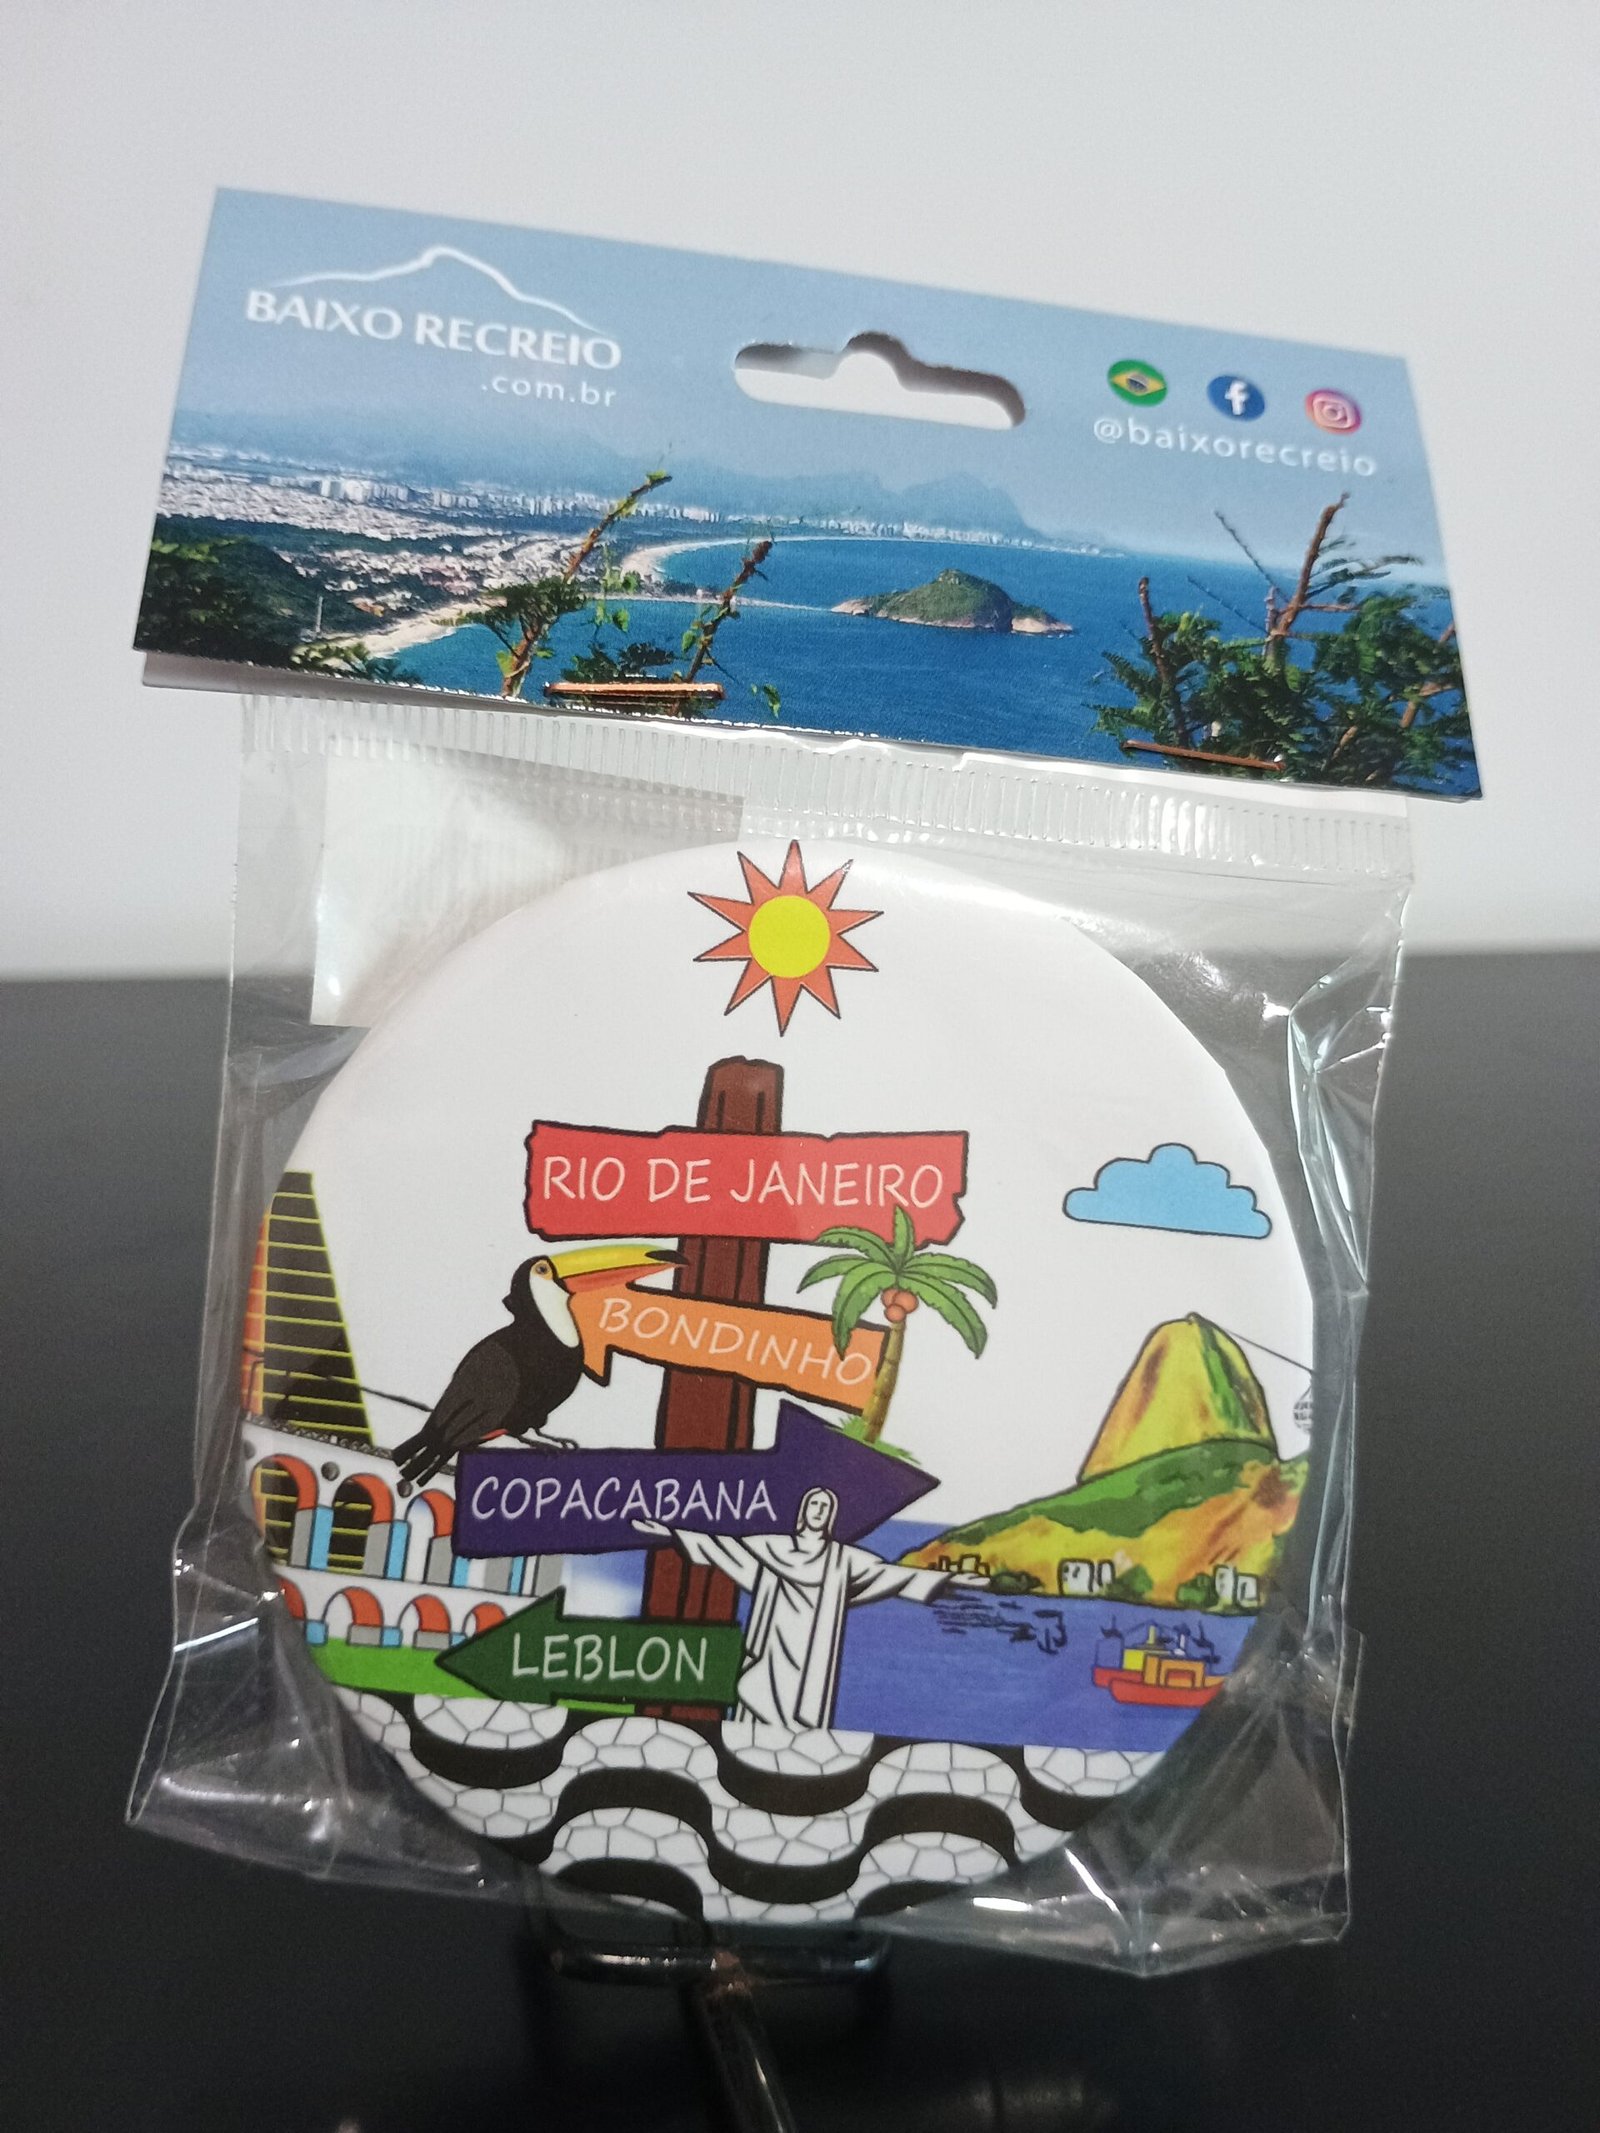 BAIXO RECREIO
.com.br
@baixorecreio
RIO DE JANEIRO
BONDINHO
COPACABANA
LEBLON